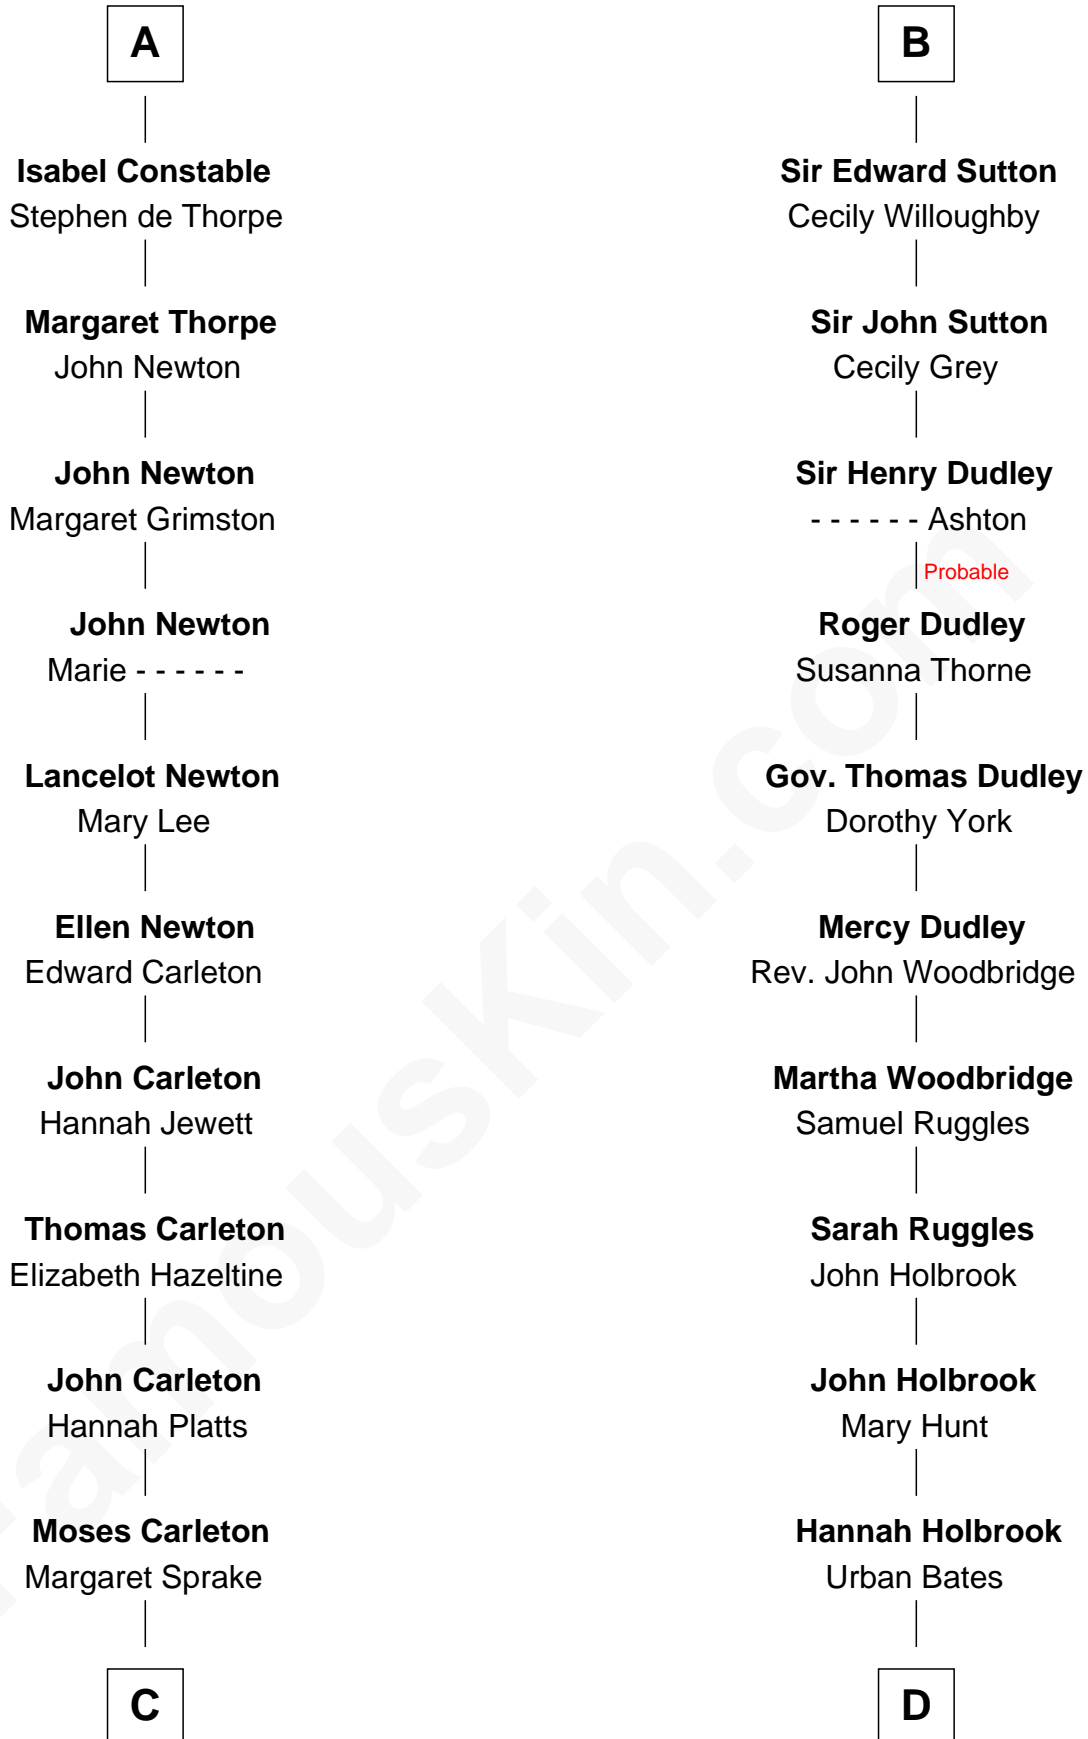 A
Isabel Constable
Stephen de Thorpe
Margaret Thorpe
John Newton
John Newton
Margaret Grimston
John Newton
Marie - - - - - -
Lancelot Newton
Mary Lee
Ellen Newton
Edward Carleton
John Carleton
Hannah Jewett
Thomas Carleton
Elizabeth Hazeltine
John Carleton
Hannah Platts
Moses Carleton
Margaret Sprake
C
B
Sir Edward Sutton
Cecily Willoughby
Sir John Sutton
Cecily Grey
Sir Henry Dudley
- - - - - - Ashton
Probable
Roger Dudley
Susanna Thorne
Gov. Thomas Dudley
Dorothy York
Mercy Dudley
Rev. John Woodbridge
Martha Woodbridge
Samuel Ruggles
Sarah Ruggles
John Holbrook
John Holbrook
Mary Hunt
Hannah Holbrook
Urban Bates
D
FamousKin.com